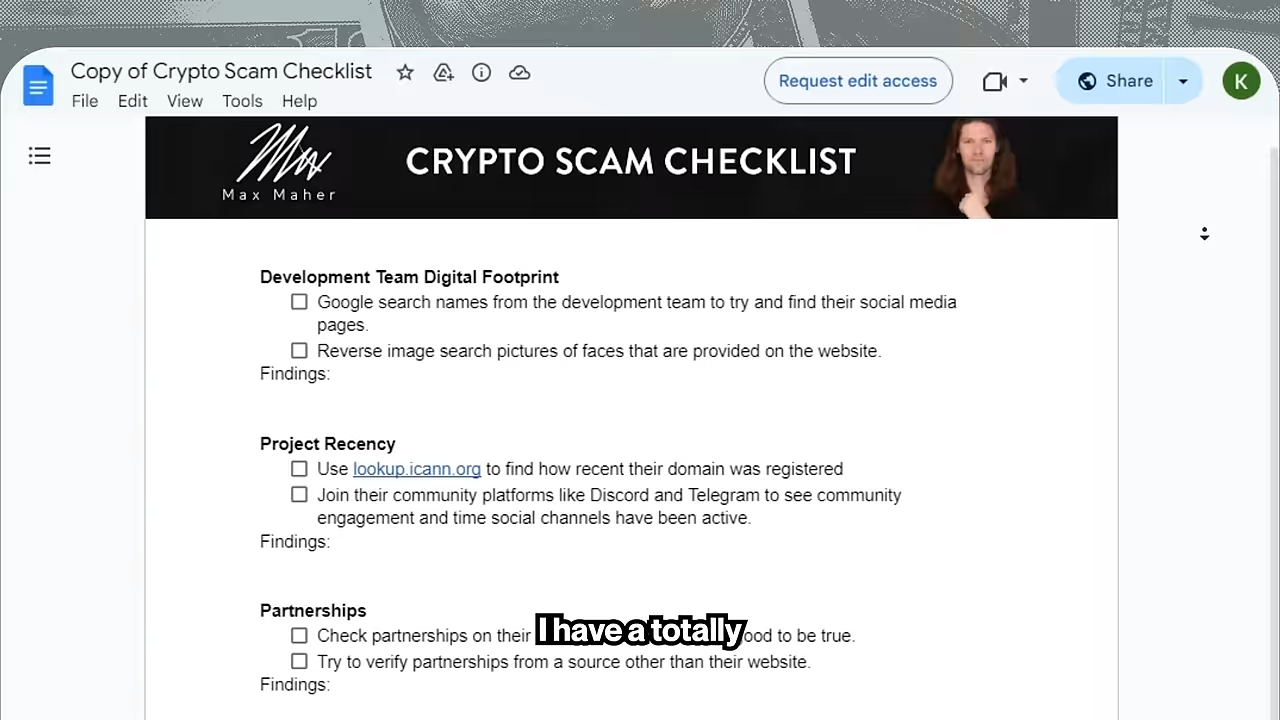 Copy of Crypto Scam Checklist
Request edit access
Share
K
File Edit View Tools Help
Max Maher
CRYPTO SCAM CHECKLIST
Development Team Digital Footprint
Google search names from the development team to try and find their social media
pages.
Reverse image search pictures of faces that are provided on the website.
Findings:
Project Recency
Use lookup.icann.org to find how recent their domain was registered
Join their community platforms like Discord and Telegram to see community
engagement and time social channels have been active.
Findings:
Partnerships
Check partnerships on their ood to be true.
I have a totally
Try to verify partnerships from a source other than their website.
Findings: